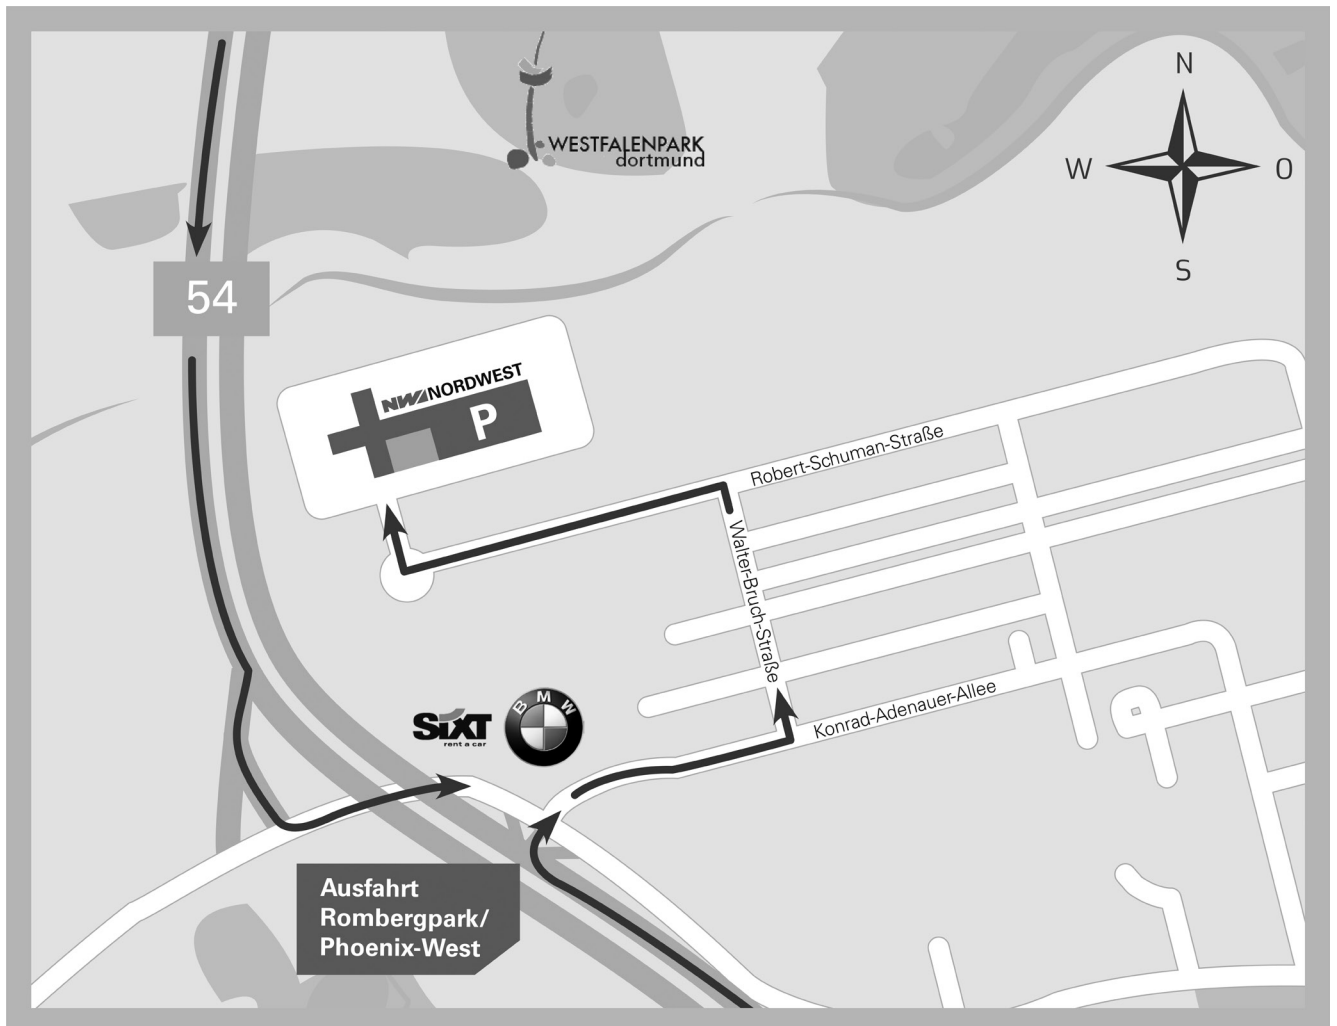 N
W
O
S
WESTFALENPARK
dortmund
54
NW NORDWEST
P
Robert-Schuman-Straße
Walter-Bruch-Straße
Konrad-Adenauer-Allee
SiXT
rent a car
BMW
Ausfahrt
Rombergpark/
Phoenix-West